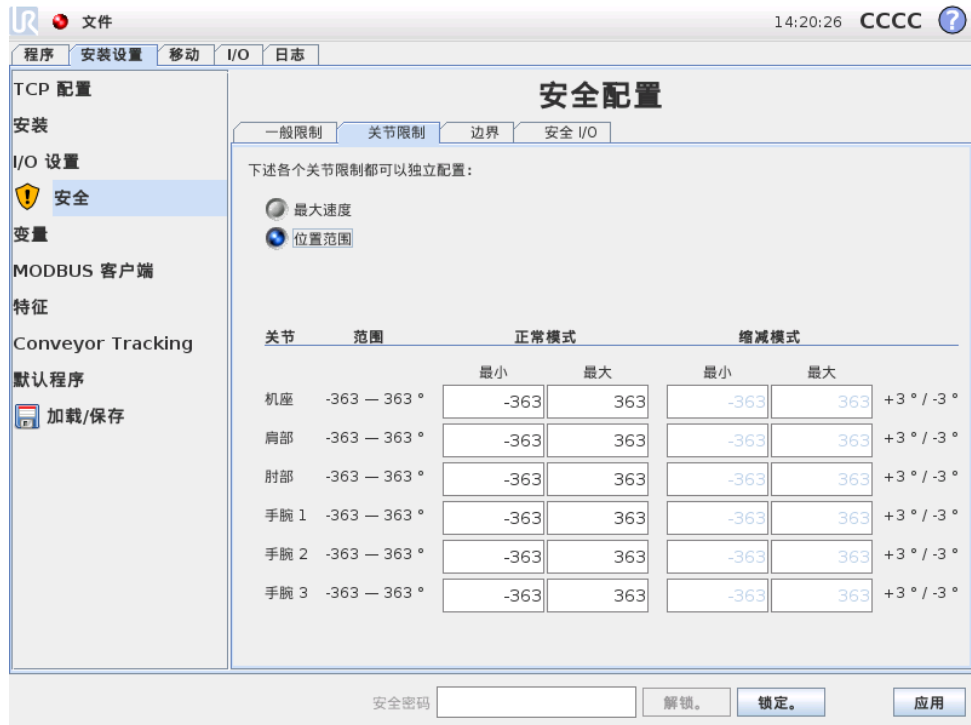 UR 文件 14:20:26 CCCC ?
程序 安装设置 移动 I/O 日志
TCP 配置
安装
I/O 设置
安全
变量
MODBUS 客户端
特征
Conveyor Tracking
默认程序
加载/保存
安全配置
一般限制 关节限制 边界 安全 I/O
下述各个关节限制都可以独立配置:
最大速度
位置范围
关节 范围 正常模式 缩减模式
最小 最大 最小 最大
机座 -363 — 363 ° -363 363 -363 363 +3 ° / -3 °
肩部 -363 — 363 ° -363 363 -363 363 +3 ° / -3 °
肘部 -363 — 363 ° -363 363 -363 363 +3 ° / -3 °
手腕 1 -363 — 363 ° -363 363 -363 363 +3 ° / -3 °
手腕 2 -363 — 363 ° -363 363 -363 363 +3 ° / -3 °
手腕 3 -363 — 363 ° -363 363 -363 363 +3 ° / -3 °
安全密码 解锁。 锁定。 应用